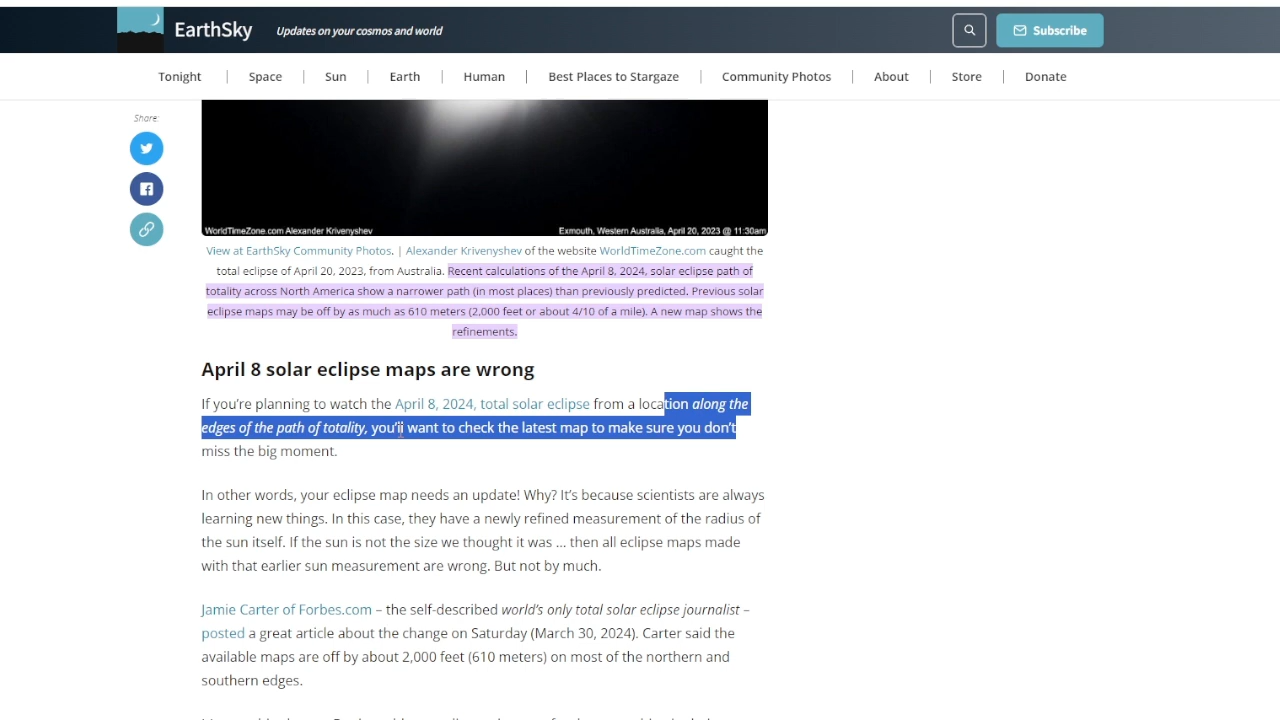 EarthSky
Updates on your cosmos and world
Subscribe
Tonight
Space
Sun
Earth
Human
Best Places to Stargaze
Community Photos
About
Store
Donate
Share:
WorldTimeZone.com Alexander Krivenyshev
Exmouth, Western Australia, April 20, 2023 @ 11:30am
View at EarthSky Community Photos. | Alexander Krivenyshev of the website WorldTimeZone.com caught the
total eclipse of April 20, 2023, from Australia. Recent calculations of the April 8, 2024, solar eclipse path of
totality across North America show a narrower path (in most places) than previously predicted. Previous solar
eclipse maps may be off by as much as 610 meters (2,000 feet or about 4/10 of a mile). A new map shows the
refinements.
April 8 solar eclipse maps are wrong
If you’re planning to watch the April 8, 2024, total solar eclipse from a location along the
edges of the path of totality, you’ll want to check the latest map to make sure you don’t
miss the big moment.
In other words, your eclipse map needs an update! Why? It’s because scientists are always
learning new things. In this case, they have a newly refined measurement of the radius of
the sun itself. If the sun is not the size we thought it was … then all eclipse maps made
with that earlier sun measurement are wrong. But not by much.
Jamie Carter of Forbes.com – the self-described world’s only total solar eclipse journalist –
posted a great article about the change on Saturday (March 30, 2024). Carter said the
available maps are off by about 2,000 feet (610 meters) on most of the northern and
southern edges.